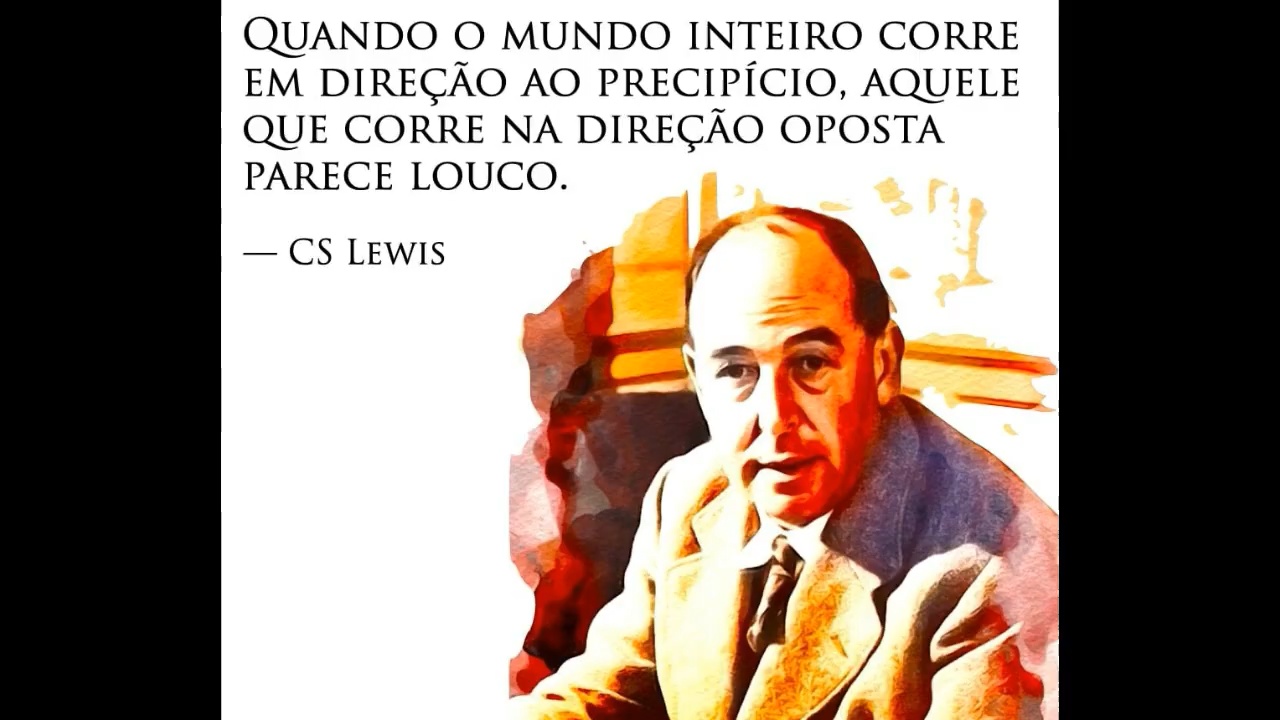 Quando o mundo inteiro corre
em direção ao precipício, aquele
que corre na direção oposta
parece louco.
— CS Lewis